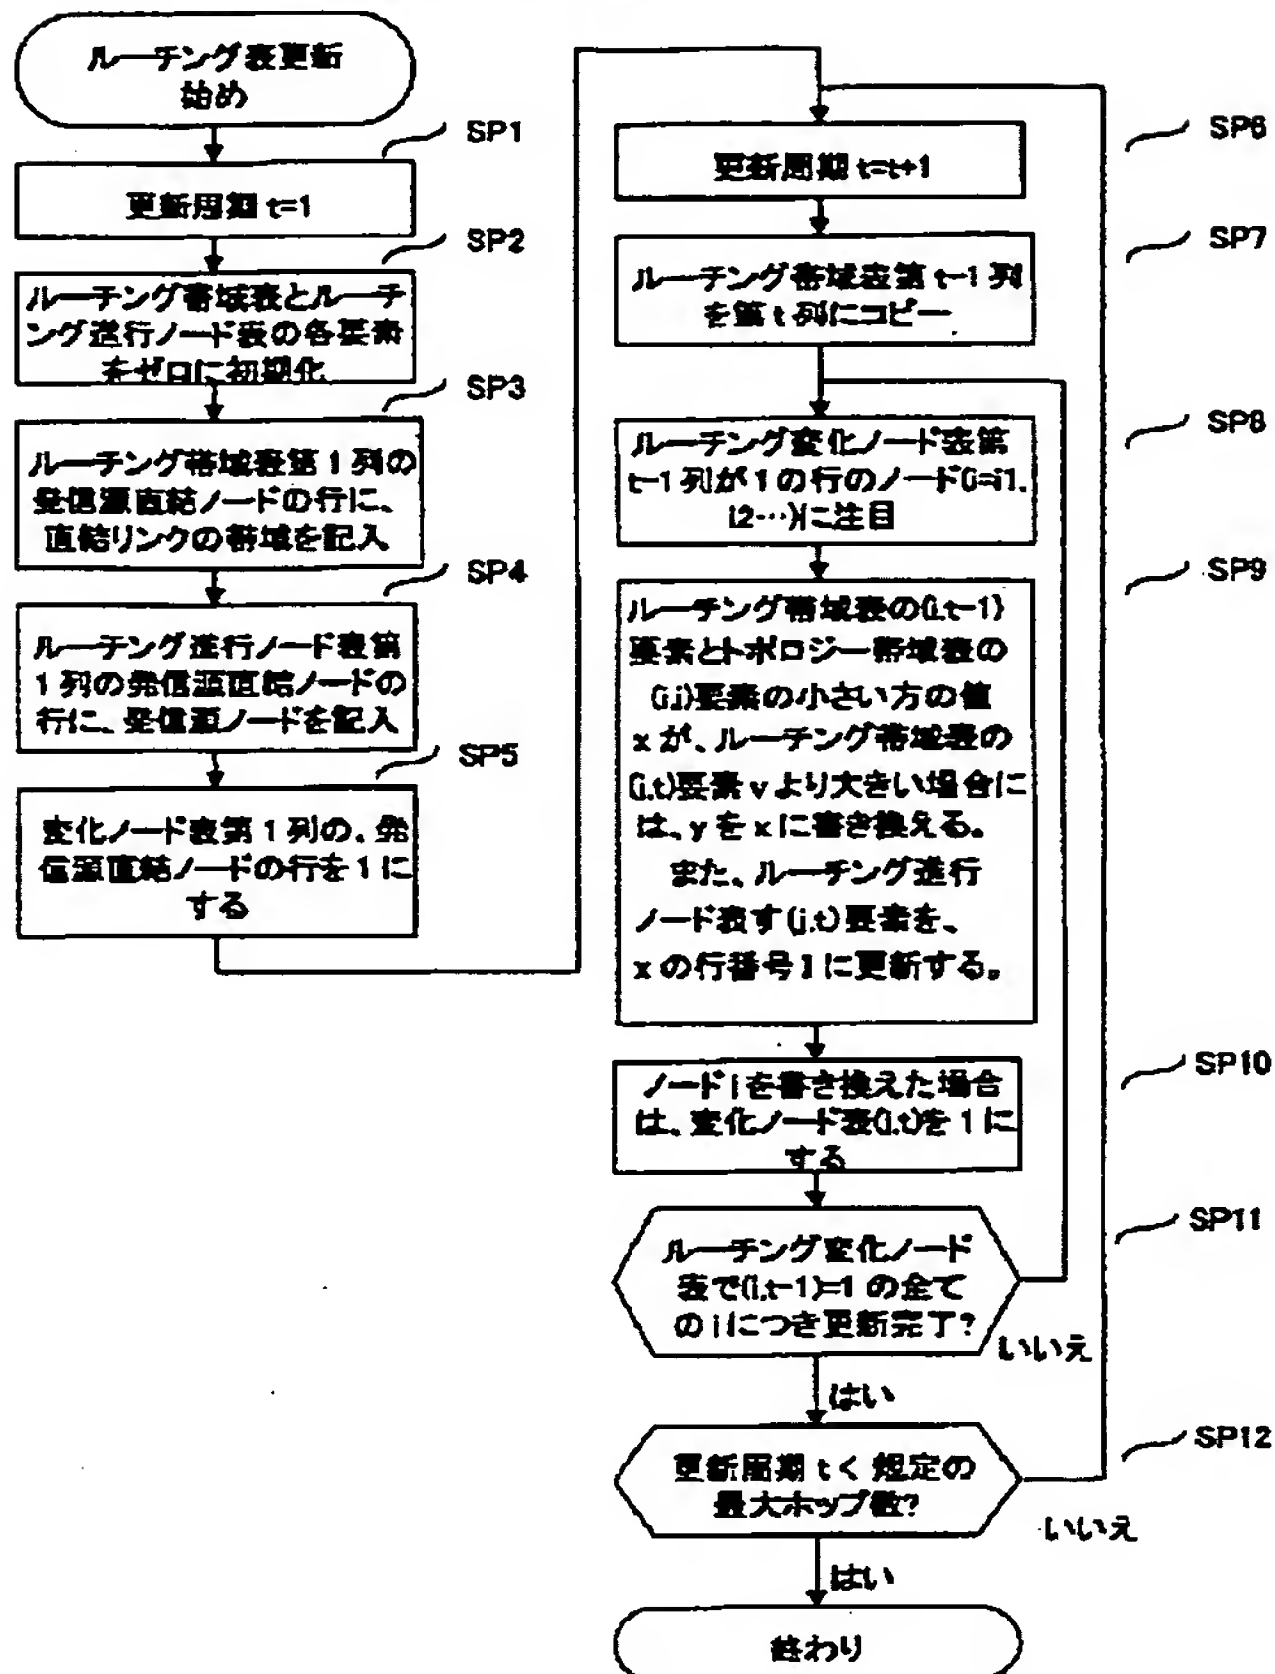 ルーチング表更新
始め
SP1
更新周期 t=1
SP2
ルーチング帯域表とルーチ
ング進行ノード表の各要素
をゼロに初期化
SP3
ルーチング帯域表第 1 列の
発信源直結ノードの行に、
直結リンクの帯域を記入
SP4
ルーチング進行ノード表第
1 列の発信源直結ノードの
行に、発信源ノードを記入
SP5
変化ノード表第 1 列の、発
信源直結ノードの行を 1 に
する
SP6
更新周期 t=t+1
SP7
ルーチング帯域表第 t-1 列
を第 t 列にコピー
SP8
ルーチング変化ノード表第
t-1 列が 1 の行のノード(i=i1,
i2…)に注目
SP9
ルーチング帯域表の(i,t-1)
要素とトポロジー帯域表の
(i,j)要素の小さい方の値
x が、ルーチング帯域表の
(j,t)要素 y より大きい場合に
は、y を x に書き換える。
また、ルーチング進行
ノード表す(j,t)要素を、
x の行番号 I に更新する。
SP10
ノード j を書き換えた場合
は、変化ノード表(j,t)を 1 に
する
SP11
ルーチング変化ノード
表で(i,t-1)=1 の全て
の i につき更新完了?
いいえ
はい
SP12
更新周期 t < 規定の
最大ホップ数?
いいえ
はい
終わり